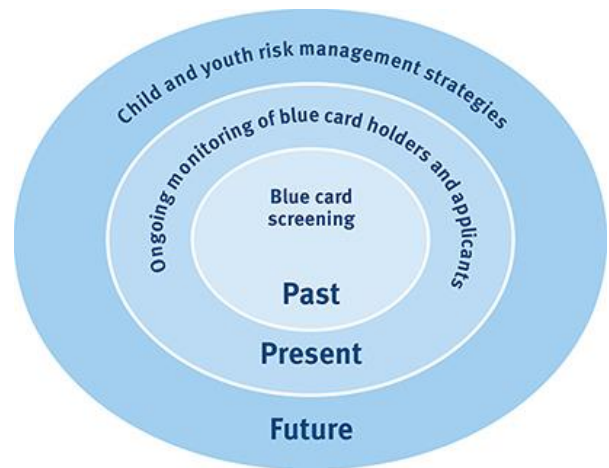 Child and youth risk management strategies
Ongoing monitoring of blue card holders and applicants
Blue card
screening
Past
Present
Future